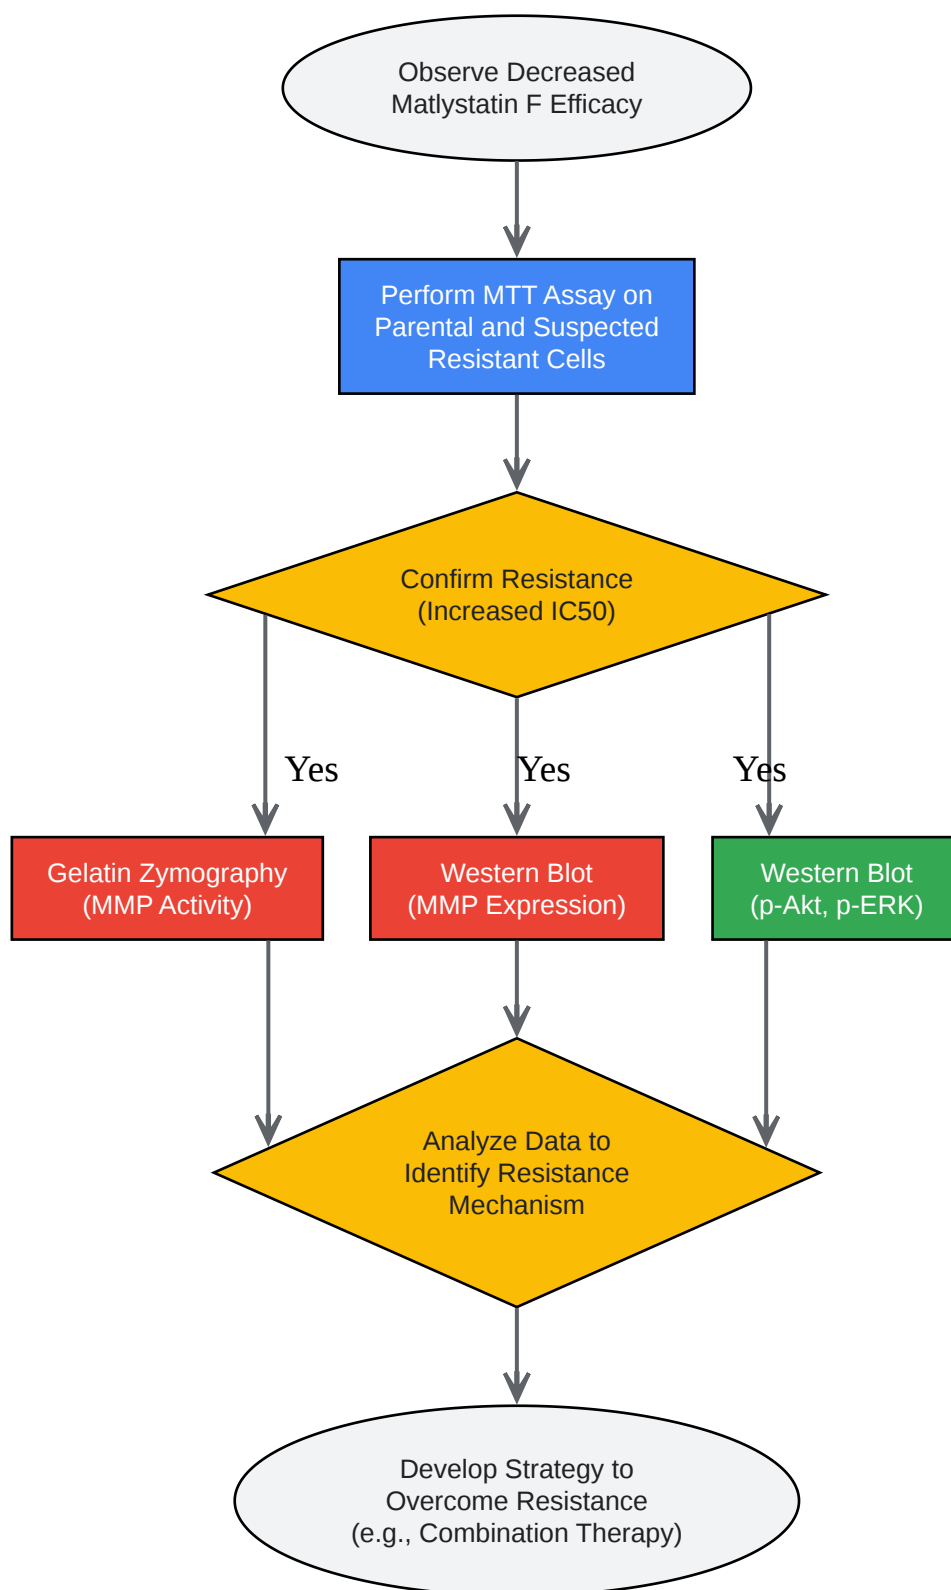 Observe Decreased
Matlystatin F Efficacy
Perform MTT Assay on
Parental and Suspected
Resistant Cells
Confirm Resistance
(Increased IC50)
Yes
Yes
Yes
Gelatin Zymography
(MMP Activity)
Western Blot
(MMP Expression)
Western Blot
(p-Akt, p-ERK)
Analyze Data to
Identify Resistance
Mechanism
Develop Strategy to
Overcome Resistance
(e.g., Combination Therapy)